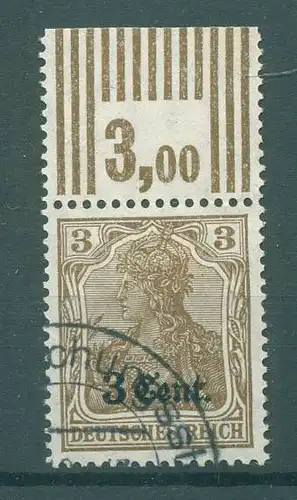 3,00
3 3
3 Cent.
DEUTSCHES REICH